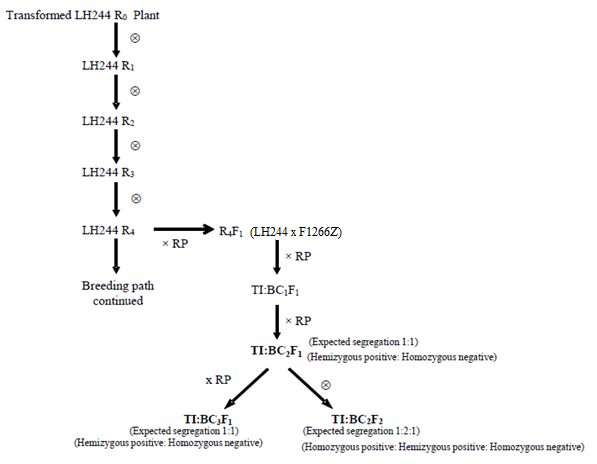 Transformed LH244 R₀ Plant
⊗
LH244 R₁
⊗
LH244 R₂
⊗
LH244 R₃
⊗
LH244 R₄
× RP
R₄F₁ (LH244 x F1266Z)
× RP
Breeding path
continued
TI:BC₁F₁
× RP
TI:BC₂F₁
(Expected segregation 1:1)
(Hemizygous positive: Homozygous negative)
x RP
⊗
TI:BC₃F₁
(Expected segregation 1:1)
(Hemizygous positive: Homozygous negative)
TI:BC₂F₂
(Expected segregation 1:2:1)
(Homozygous positive: Hemizygous positive: Homozygous negative)